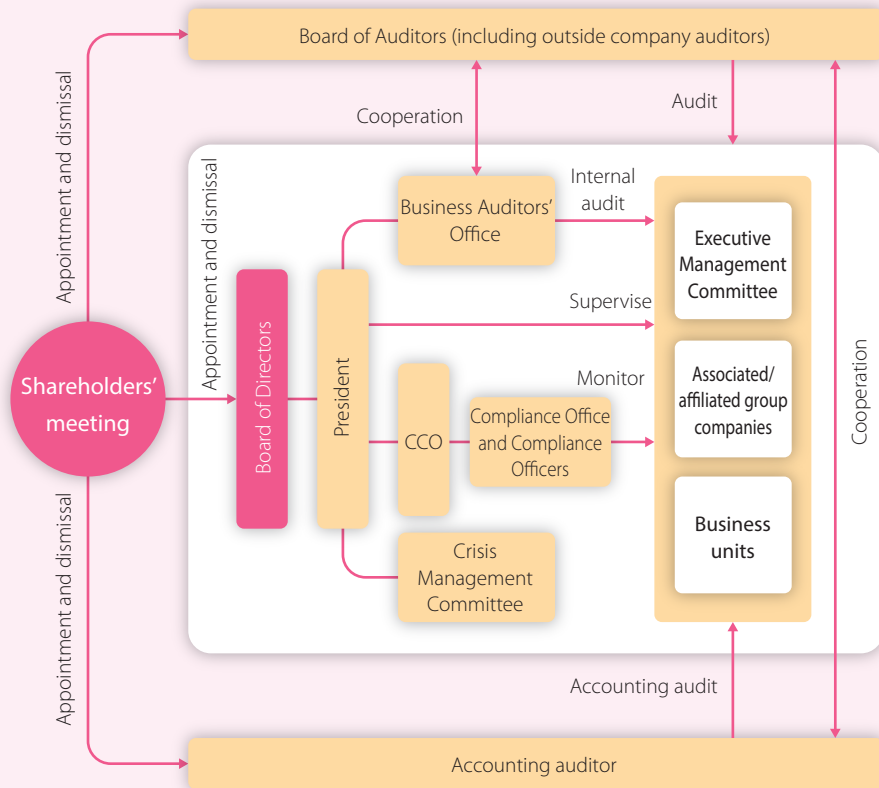 Board of Auditors (including outside company auditors)
Appointment and dismissal
Cooperation
Audit
Appointment and dismissal
Business Auditors’
Office
Internal
audit
Executive
Management
Committee
Supervise
Shareholders’
meeting
Board of Directors
President
Monitor
CCO
Compliance Office
and Compliance
Officers
Associated/
affiliated group
companies
Cooperation
Crisis
Management
Committee
Business
units
Appointment and dismissal
Accounting audit
Accounting auditor